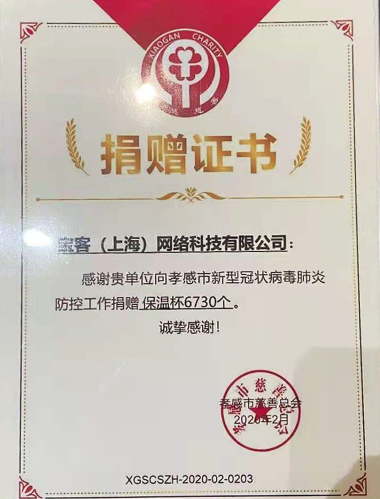 XIAOGAN CHARITY
捐赠证书
宝客（上海）网络科技有限公司：
感谢贵单位向孝感市新型冠状病毒肺炎
防控工作捐赠 保温杯6730个 。
诚挚感谢！
孝感市慈善总会
2020年2月
XGSCSZH-2020-02-0203